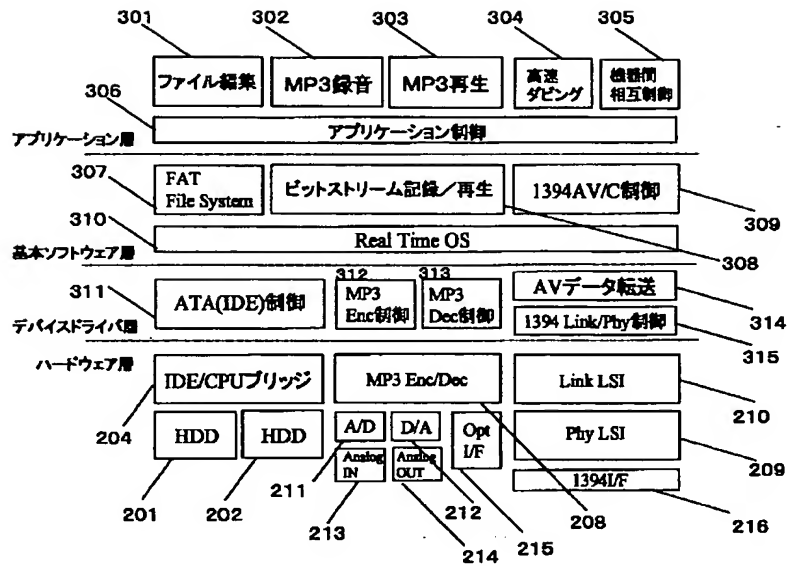 301
302
303
304
305
ファイル編集
MP3録音
MP3再生
高速
ダビング
機器間
相互制御
306
アプリケーション制御
アプリケーション層
307
FAT
File System
ビットストリーム記録／再生
1394AV/C制御
309
310
Real Time OS
基本ソフトウェア層
308
311
ATA(IDE)制御
312
MP3
Enc制御
313
MP3
Dec制御
AVデータ転送
314
1394 Link/Phy制御
315
デバイスドライバ層
ハードウェア層
IDE/CPUブリッジ
MP3 Enc/Dec
Link LSI
204
210
HDD
HDD
A/D
D/A
Opt
I/F
Phy LSI
209
Analog
IN
Analog
OUT
1394I/F
201
202
211
213
214
212
215
208
216